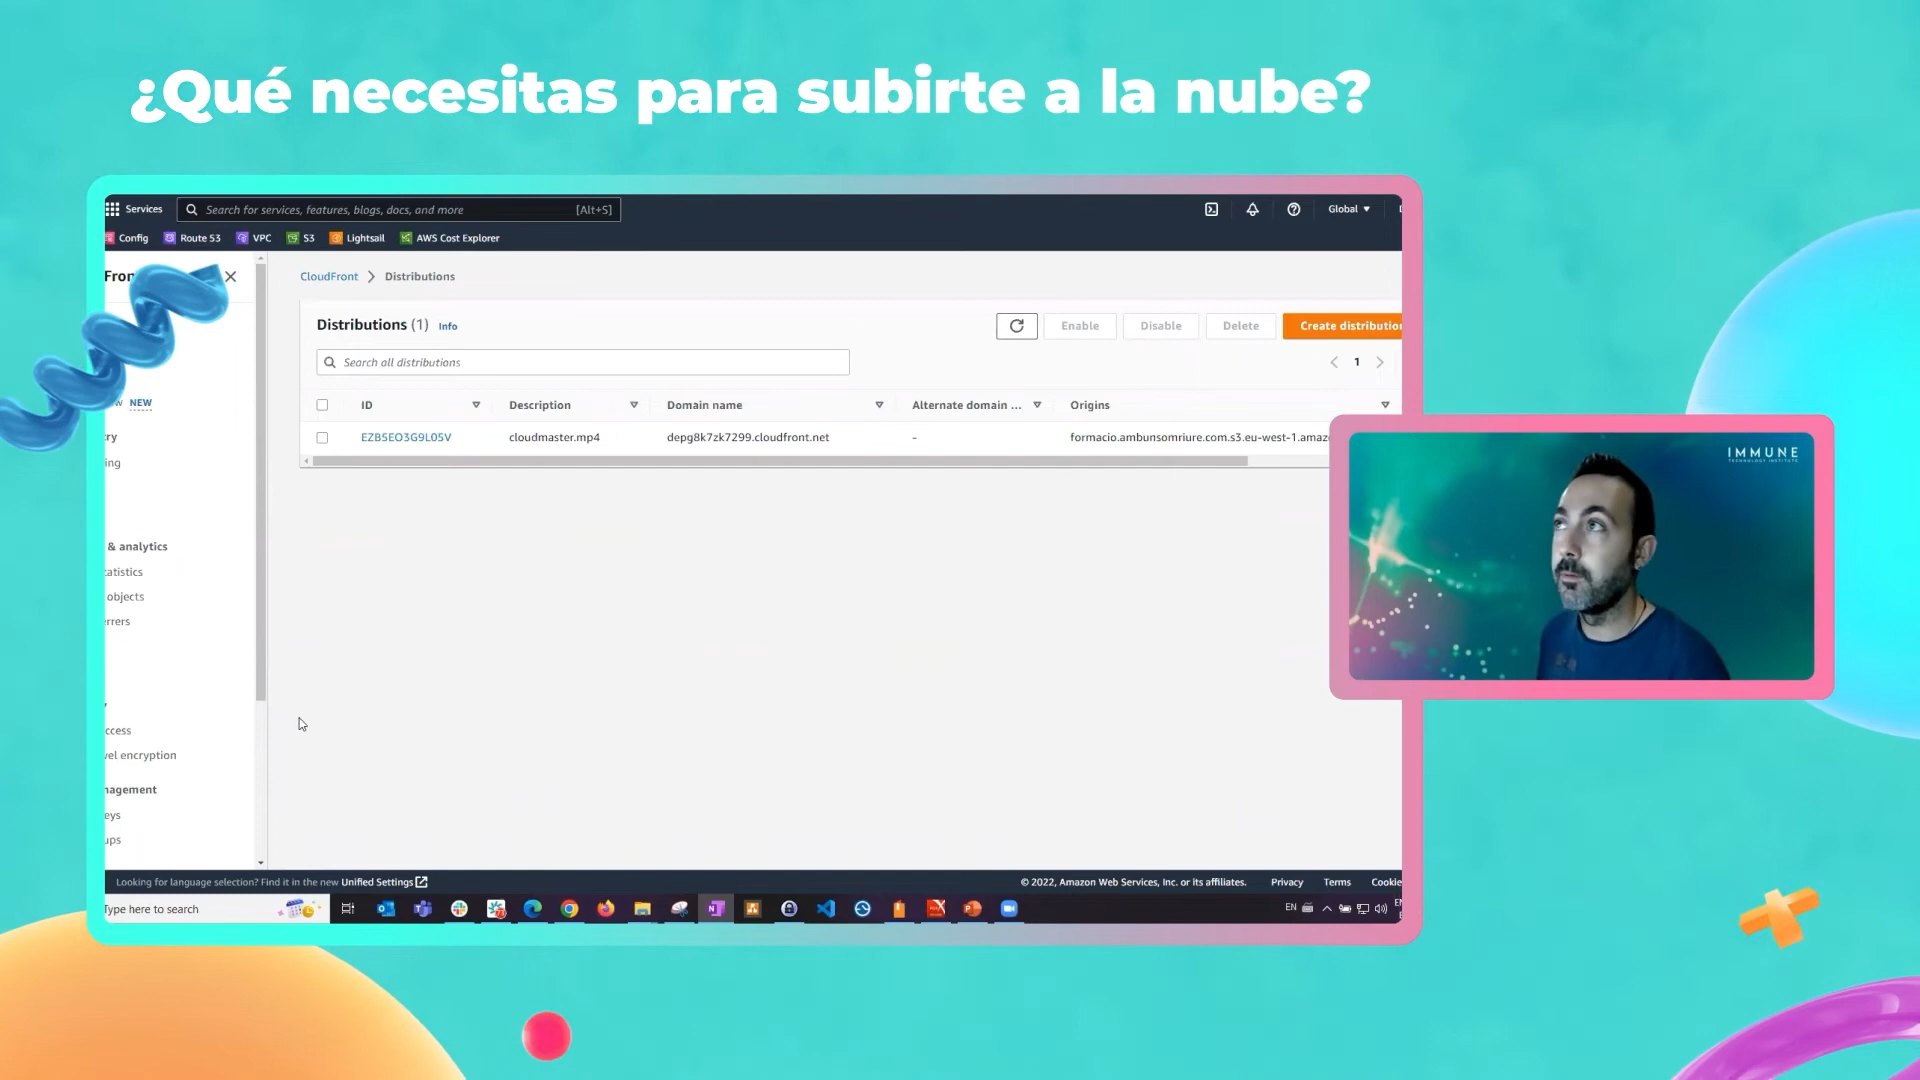 ¿Qué necesitas para subirte a la nube?
Services
Search for services, features, blogs, docs, and more
[Alt+S]
Global
Config
Route 53
VPC
S3
Lightsail
AWS Cost Explorer
CloudFront
Distributions
NEW
& analytics
Distributions (1) Info
Enable
Disable
Delete
Search all distributions
1
ID
Description
Domain name
Alternate domain ...
Origins
EZB5EO3G9L05V
cloudmaster.mp4
depg8k7zk7299.cloudfront.net
-
formacio.ambunsomriure.com.s3.eu-west-1.amaz
objects
encryption
IMMUNE
TECHNOLOGY INSTITUTE
Looking for language selection? Find it in the new Unified Settings
© 2022, Amazon Web Services, Inc. or its affiliates.
Privacy
Terms
Cookie
Type here to search
EN